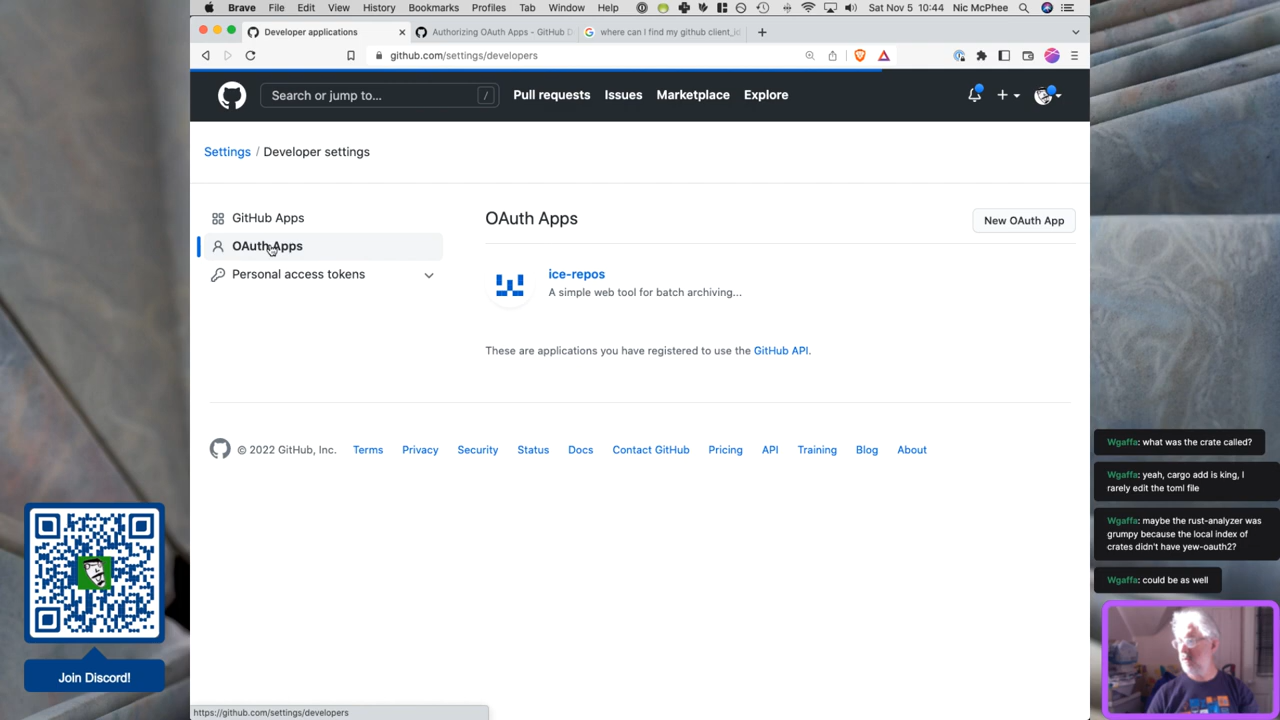 Brave File Edit View History Bookmarks Profiles Tab Window Help Sat Nov 5 10:44 Nic McPhee
Developer applications
Authorizing OAuth Apps - GitHub D
where can I find my github client_id
github.com/settings/developers
Search or jump to... /
Pull requests Issues Marketplace Explore
Settings / Developer settings
GitHub Apps
OAuth Apps
Personal access tokens
OAuth Apps
New OAuth App
ice-repos
A simple web tool for batch archiving...
These are applications you have registered to use the GitHub API.
© 2022 GitHub, Inc. Terms Privacy Security Status Docs Contact GitHub Pricing API Training Blog About
Wgaffa: what was the crate called?
Wgaffa: yeah, cargo add is king, I
rarely edit the toml file
Wgaffa: maybe the rust-analyzer was
grumpy because the local index of
crates didn't have yew-oauth2?
Wgaffa: could be as well
Join Discord!
https://github.com/settings/developers